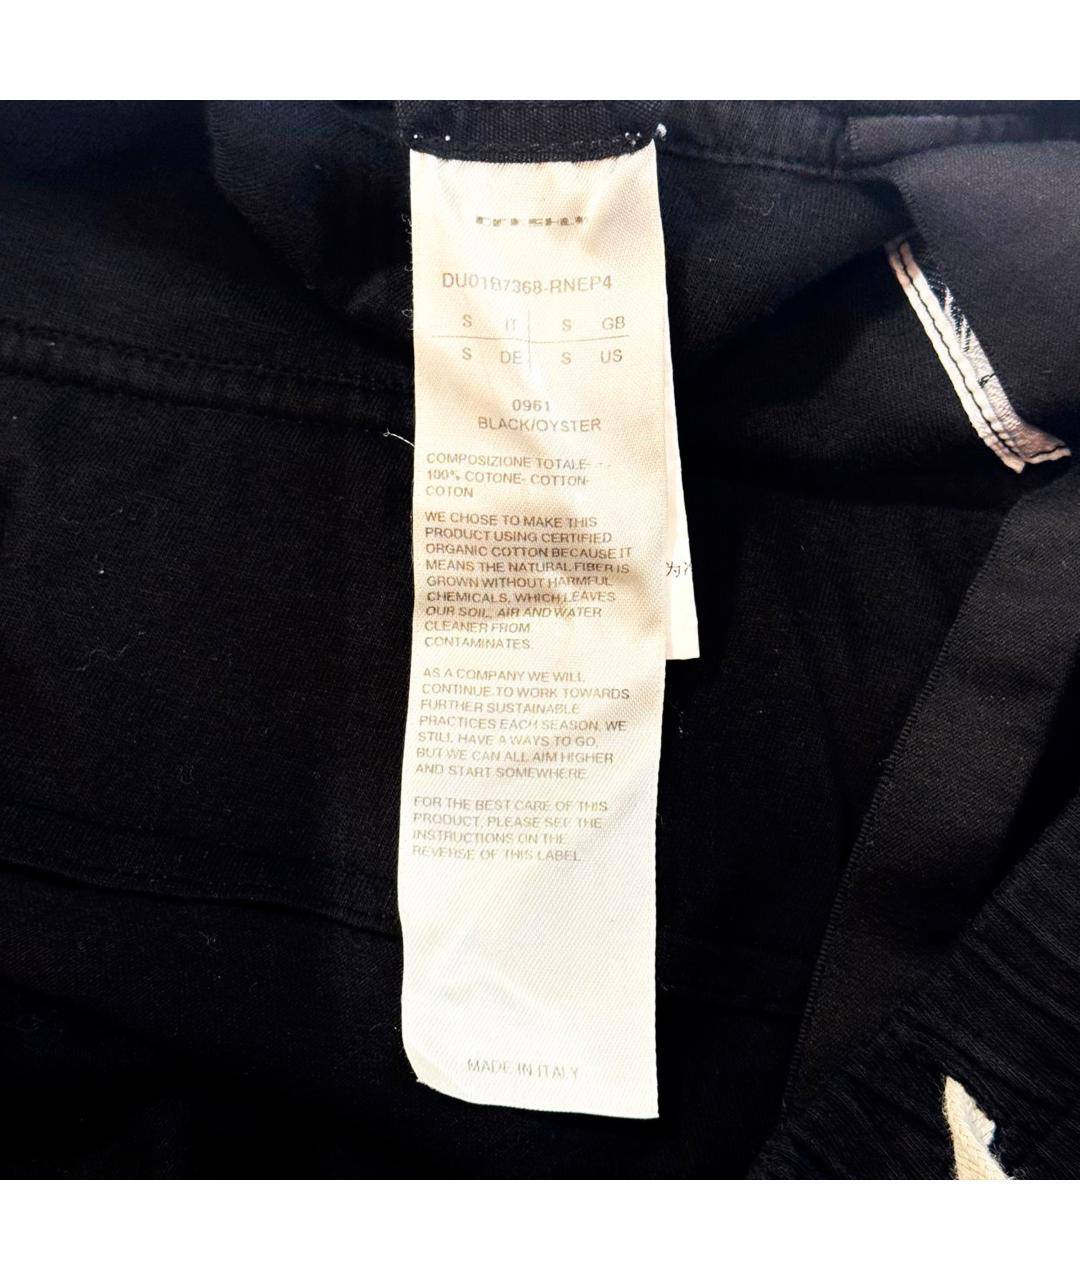 DRKSHDW
DU01B7368-RNEP4
S IT S GB
S DE S US
0961
BLACK/OYSTER
COMPOSIZIONE TOTALE- - -
100% COTONE- COTTON-
COTON
WE CHOSE TO MAKE THIS
PRODUCT USING CERTIFIED
ORGANIC COTTON BECAUSE IT
MEANS THE NATURAL FIBER IS
GROWN WITHOUT HARMFUL
CHEMICALS, WHICH LEAVES
OUR SOIL, AIR AND WATER
CLEANER FROM
CONTAMINATES.
AS A COMPANY WE WILL
CONTINUE TO WORK TOWARDS
FURTHER SUSTAINABLE
PRACTICES EACH SEASON. WE
STILL HAVE A WAYS TO GO,
BUT WE CAN ALL AIM HIGHER
AND START SOMEWHERE.
FOR THE BEST CARE OF THIS
PRODUCT, PLEASE SEE THE
INSTRUCTIONS ON THE
REVERSE OF THIS LABEL
MADE IN ITALY
为